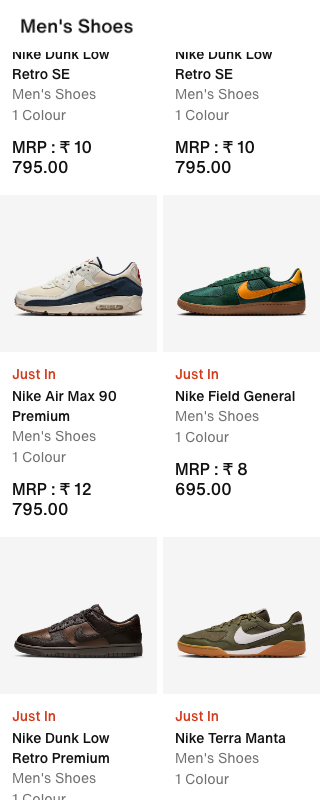 Men's Shoes
Nike Dunk Low
Retro SE
Men's Shoes
1 Colour
MRP : ₹ 10
795.00
Nike Dunk Low
Retro SE
Men's Shoes
1 Colour
MRP : ₹ 10
795.00
Just In
Nike Air Max 90
Premium
Men's Shoes
1 Colour
MRP : ₹ 12
795.00
Just In
Nike Field General
Men's Shoes
1 Colour
MRP : ₹ 8
695.00
Just In
Nike Dunk Low
Retro Premium
Men's Shoes
1 Colour
Just In
Nike Terra Manta
Men's Shoes
1 Colour